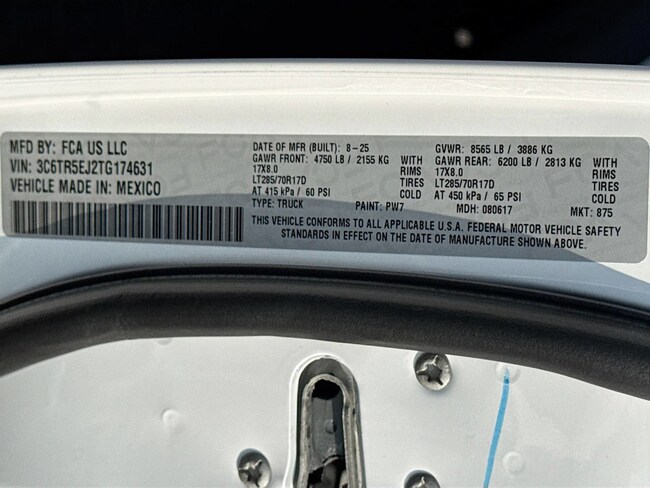 MFD BY: FCA US LLC
VIN: 3C6TR5EJ2TG174631
VEHICLE MADE IN: MEXICO
DATE OF MFR (BUILT): 8-25
GAWR FRONT: 4750 LB / 2155 KG WITH
17X8.0 RIMS
LT285/70R17D TIRES
AT 415 kPa / 60 PSI COLD
TYPE: TRUCK PAINT: PW7
GVWR: 8565 LB / 3886 KG
GAWR REAR: 6200 LB / 2813 KG WITH
17X8.0 RIMS
LT285/70R17D TIRES
AT 450 kPa / 65 PSI COLD
MDH: 080617 MKT: 875
THIS VEHICLE CONFORMS TO ALL APPLICABLE U.S.A. FEDERAL MOTOR VEHICLE SAFETY
STANDARDS IN EFFECT ON THE DATE OF MANUFACTURE SHOWN ABOVE.